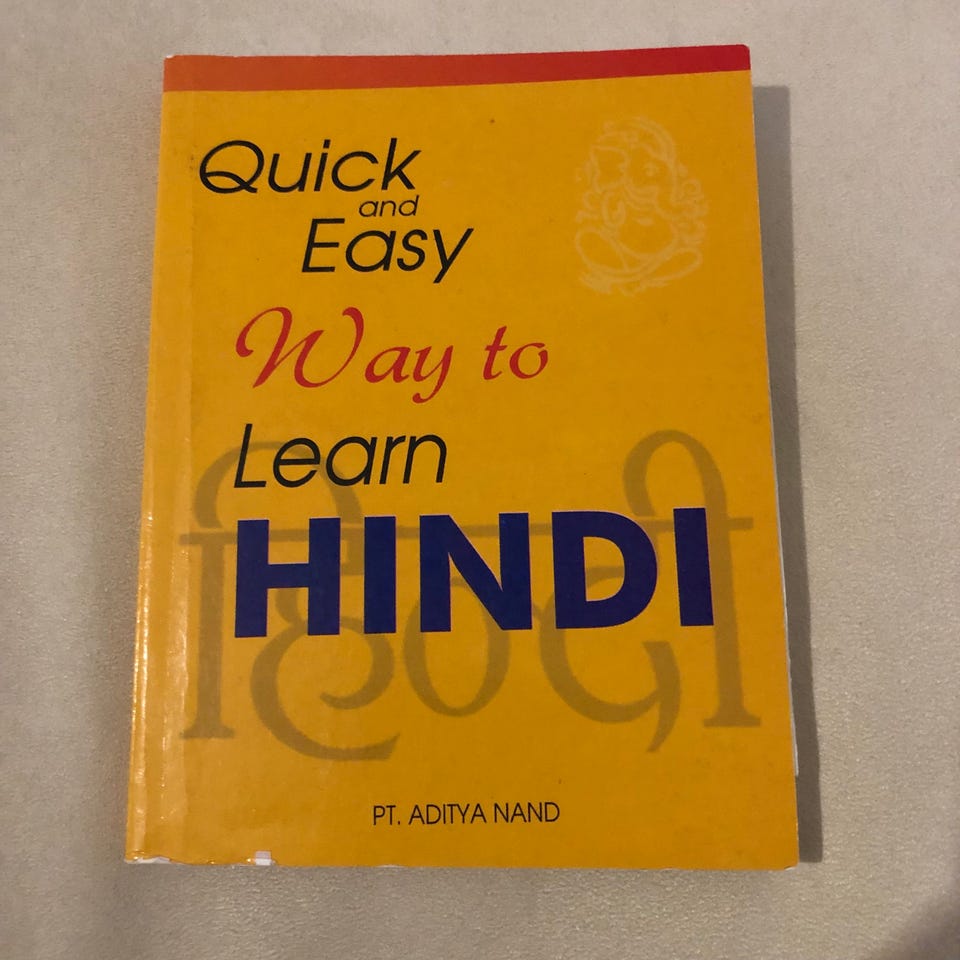 Quick
and
Easy
Way to
Learn
HINDI
हिन्दी
PT. ADITYA NAND